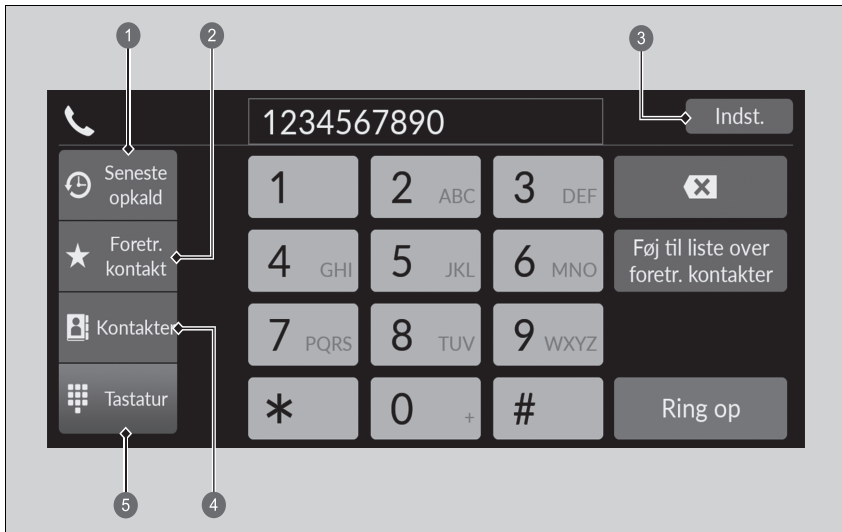 1
2
3
1234567890
Indst.
Seneste
opkald
1
2 ABC
3 DEF
Foretr.
kontakt
4 GHI
5 JKL
6 MNO
Føj til liste over
foretr. kontakter
Kontakter
7 PQRS
8 TUV
9 WXYZ
Tastatur
*
0 +
#
Ring op
5
4